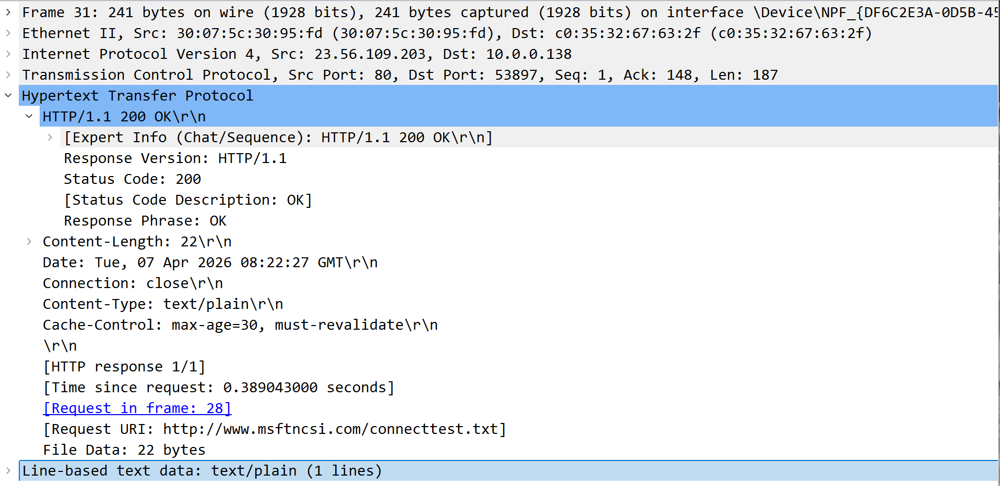 Frame 31: 241 bytes on wire (1928 bits), 241 bytes captured (1928 bits) on interface \Device\NPF_{DF6C2E3A-0D5B-45
Ethernet II, Src: 30:07:5c:30:95:fd (30:07:5c:30:95:fd), Dst: c0:35:32:67:63:2f (c0:35:32:67:63:2f)
Internet Protocol Version 4, Src: 23.56.109.203, Dst: 10.0.0.138
Transmission Control Protocol, Src Port: 80, Dst Port: 53897, Seq: 1, Ack: 148, Len: 187
Hypertext Transfer Protocol
HTTP/1.1 200 OK\r\n
[Expert Info (Chat/Sequence): HTTP/1.1 200 OK\r\n]
Response Version: HTTP/1.1
Status Code: 200
[Status Code Description: OK]
Response Phrase: OK
Content-Length: 22\r\n
Date: Tue, 07 Apr 2026 08:22:27 GMT\r\n
Connection: close\r\n
Content-Type: text/plain\r\n
Cache-Control: max-age=30, must-revalidate\r\n
\r\n
[HTTP response 1/1]
[Time since request: 0.389043000 seconds]
[Request in frame: 28]
[Request URI: http://www.msftncsi.com/connecttest.txt]
File Data: 22 bytes
Line-based text data: text/plain (1 lines)